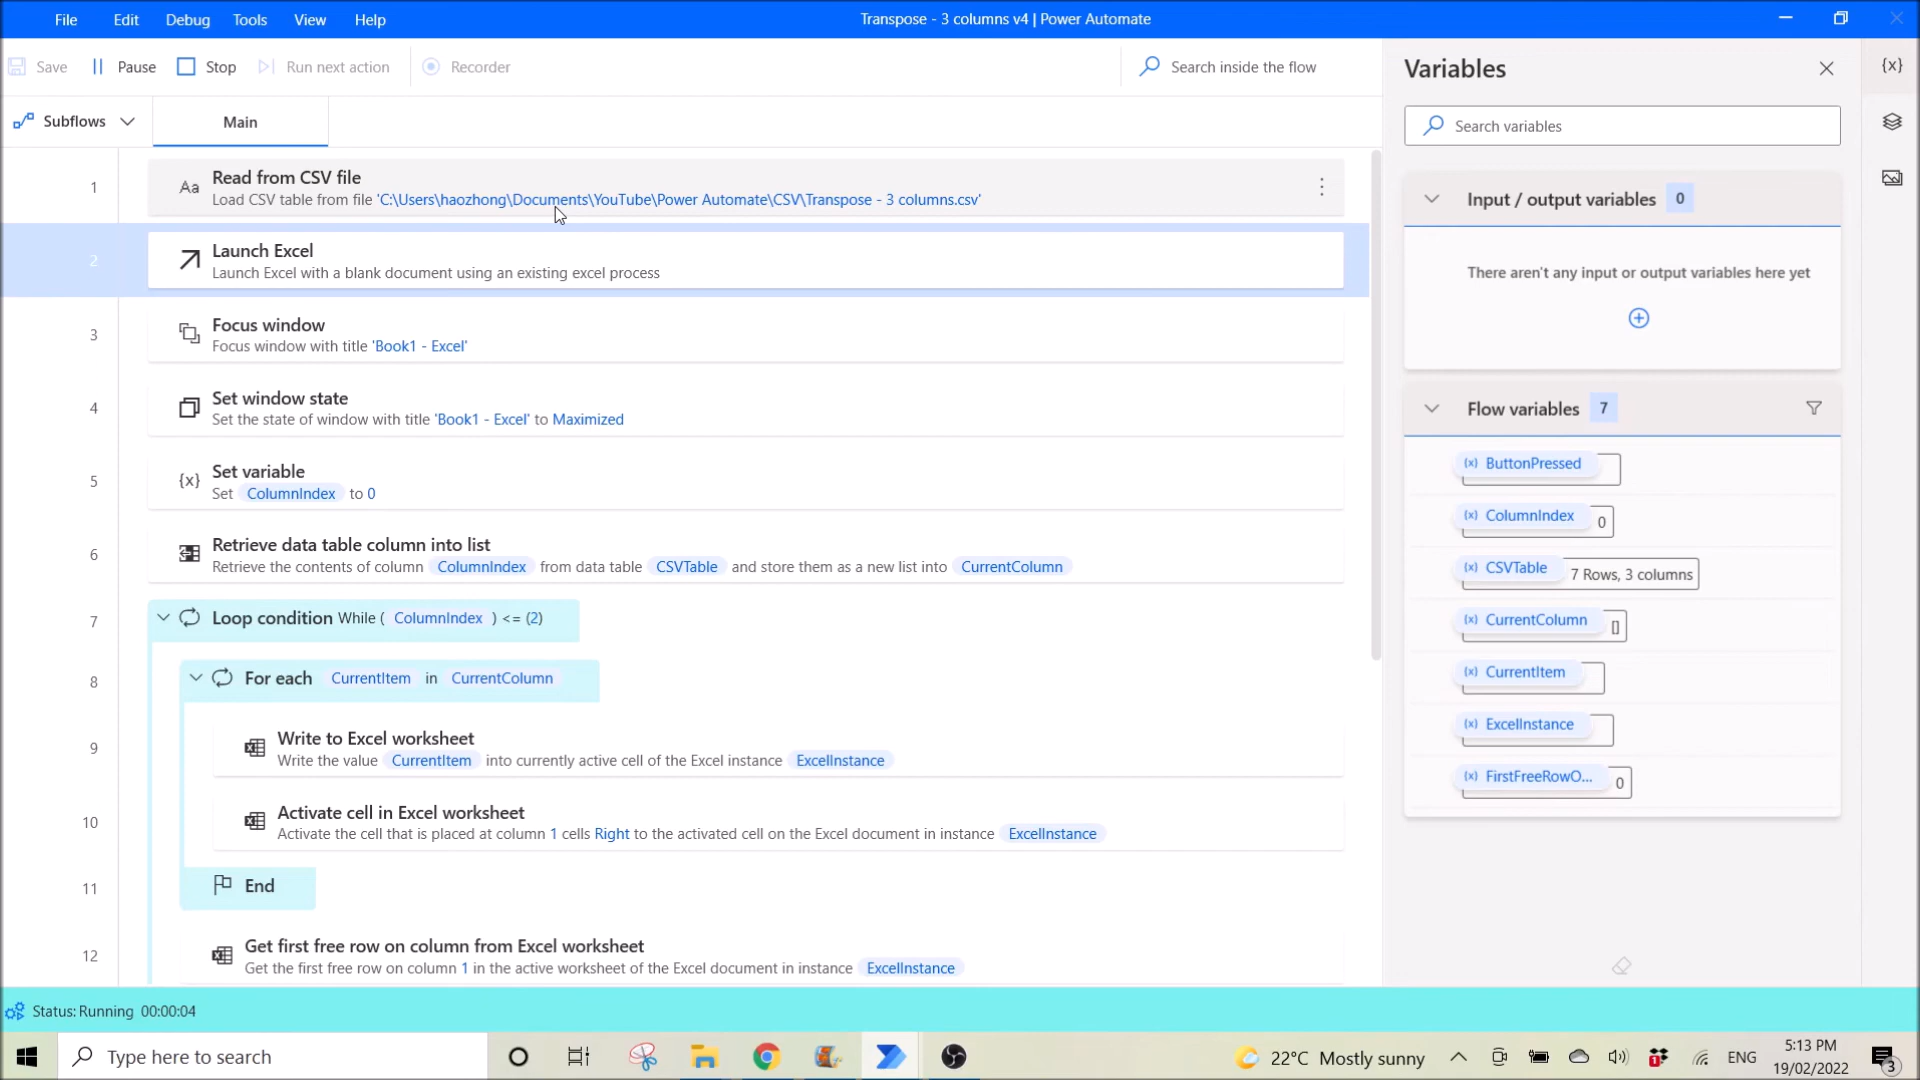 File Edit Debug Tools View Help
Transpose - 3 columns v4 | Power Automate
Save Pause Stop Run next action Recorder
Search inside the flow
Subflows Main
1 Aa Read from CSV file
Load CSV table from file 'C:\Users\haozhong\Documents\YouTube\Power Automate\CSV\Transpose - 3 columns.csv'
2 Launch Excel
Launch Excel with a blank document using an existing excel process
3 Focus window
Focus window with title 'Book1 - Excel'
4 Set window state
Set the state of window with title 'Book1 - Excel' to Maximized
5 {x} Set variable
Set ColumnIndex to 0
6 Retrieve data table column into list
Retrieve the contents of column ColumnIndex from data table CSVTable and store them as a new list into CurrentColumn
7 Loop condition While ( ColumnIndex ) <= (2)
8 For each CurrentItem in CurrentColumn
9 Write to Excel worksheet
Write the value CurrentItem into currently active cell of the Excel instance ExcelInstance
10 Activate cell in Excel worksheet
Activate the cell that is placed at column 1 cells Right to the activated cell on the Excel document in instance ExcelInstance
11 End
12 Get first free row on column from Excel worksheet
Get the first free row on column 1 in the active worksheet of the Excel document in instance ExcelInstance
Variables
{x}
Search variables
Input / output variables 0
There aren't any input or output variables here yet
Flow variables 7
(x) ButtonPressed
(x) ColumnIndex 0
(x) CSVTable 7 Rows, 3 columns
(x) CurrentColumn []
(x) CurrentItem
(x) ExcelInstance
(x) FirstFreeRowO... 0
Status: Running 00:00:04
Type here to search
22°C Mostly sunny
1
ENG
5:13 PM
19/02/2022
3